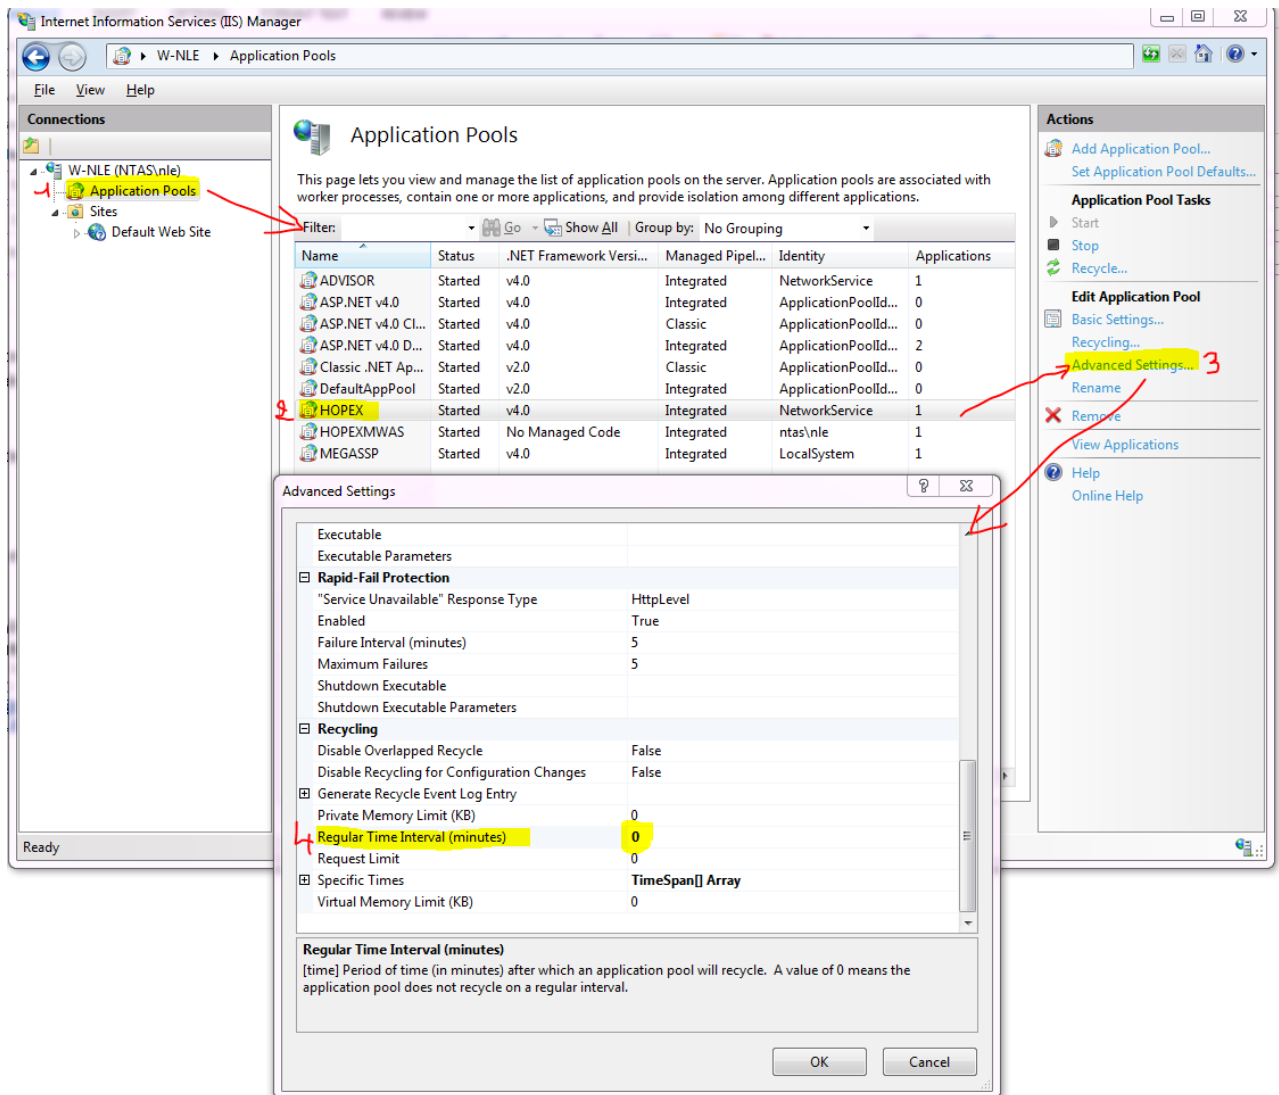 Internet Information Services (IIS) Manager
W-NLE
Application Pools
File View Help
Connections
W-NLE (NTAS\nle)
1 Application Pools
Sites
Default Web Site
Ready
Application Pools
This page lets you view and manage the list of application pools on the server. Application pools are associated with
worker processes, contain one or more applications, and provide isolation among different applications.
Filter: Go Show All Group by: No Grouping
Name Status .NET Framework Versi... Managed Pipel... Identity Applications
ADVISOR Started v4.0 Integrated NetworkService 1
ASP.NET v4.0 Started v4.0 Integrated ApplicationPoolId... 0
ASP.NET v4.0 Cl... Started v4.0 Classic ApplicationPoolId... 0
ASP.NET v4.0 D... Started v4.0 Integrated ApplicationPoolId... 2
Classic .NET Ap... Started v2.0 Classic ApplicationPoolId... 0
DefaultAppPool Started v2.0 Integrated ApplicationPoolId... 0
2 HOPEX Started v4.0 Integrated NetworkService 1
HOPEXMWAS Started No Managed Code Integrated ntas\nle 1
MEGASSP Started v4.0 Integrated LocalSystem 1
Actions
Add Application Pool...
Set Application Pool Defaults...
Application Pool Tasks
Start
Stop
Recycle...
Edit Application Pool
Basic Settings...
Recycling...
Advanced Settings... 3
Rename
Remove
View Applications
Help
Online Help
Advanced Settings
Executable
Executable Parameters
Rapid-Fail Protection
"Service Unavailable" Response Type HttpLevel
Enabled True
Failure Interval (minutes) 5
Maximum Failures 5
Shutdown Executable
Shutdown Executable Parameters
Recycling
Disable Overlapped Recycle False
Disable Recycling for Configuration Changes False
Generate Recycle Event Log Entry
Private Memory Limit (KB) 0
4 Regular Time Interval (minutes) 0
Request Limit 0
Specific Times TimeSpan[] Array
Virtual Memory Limit (KB) 0
Regular Time Interval (minutes)
[time] Period of time (in minutes) after which an application pool will recycle. A value of 0 means the
application pool does not recycle on a regular interval.
OK Cancel